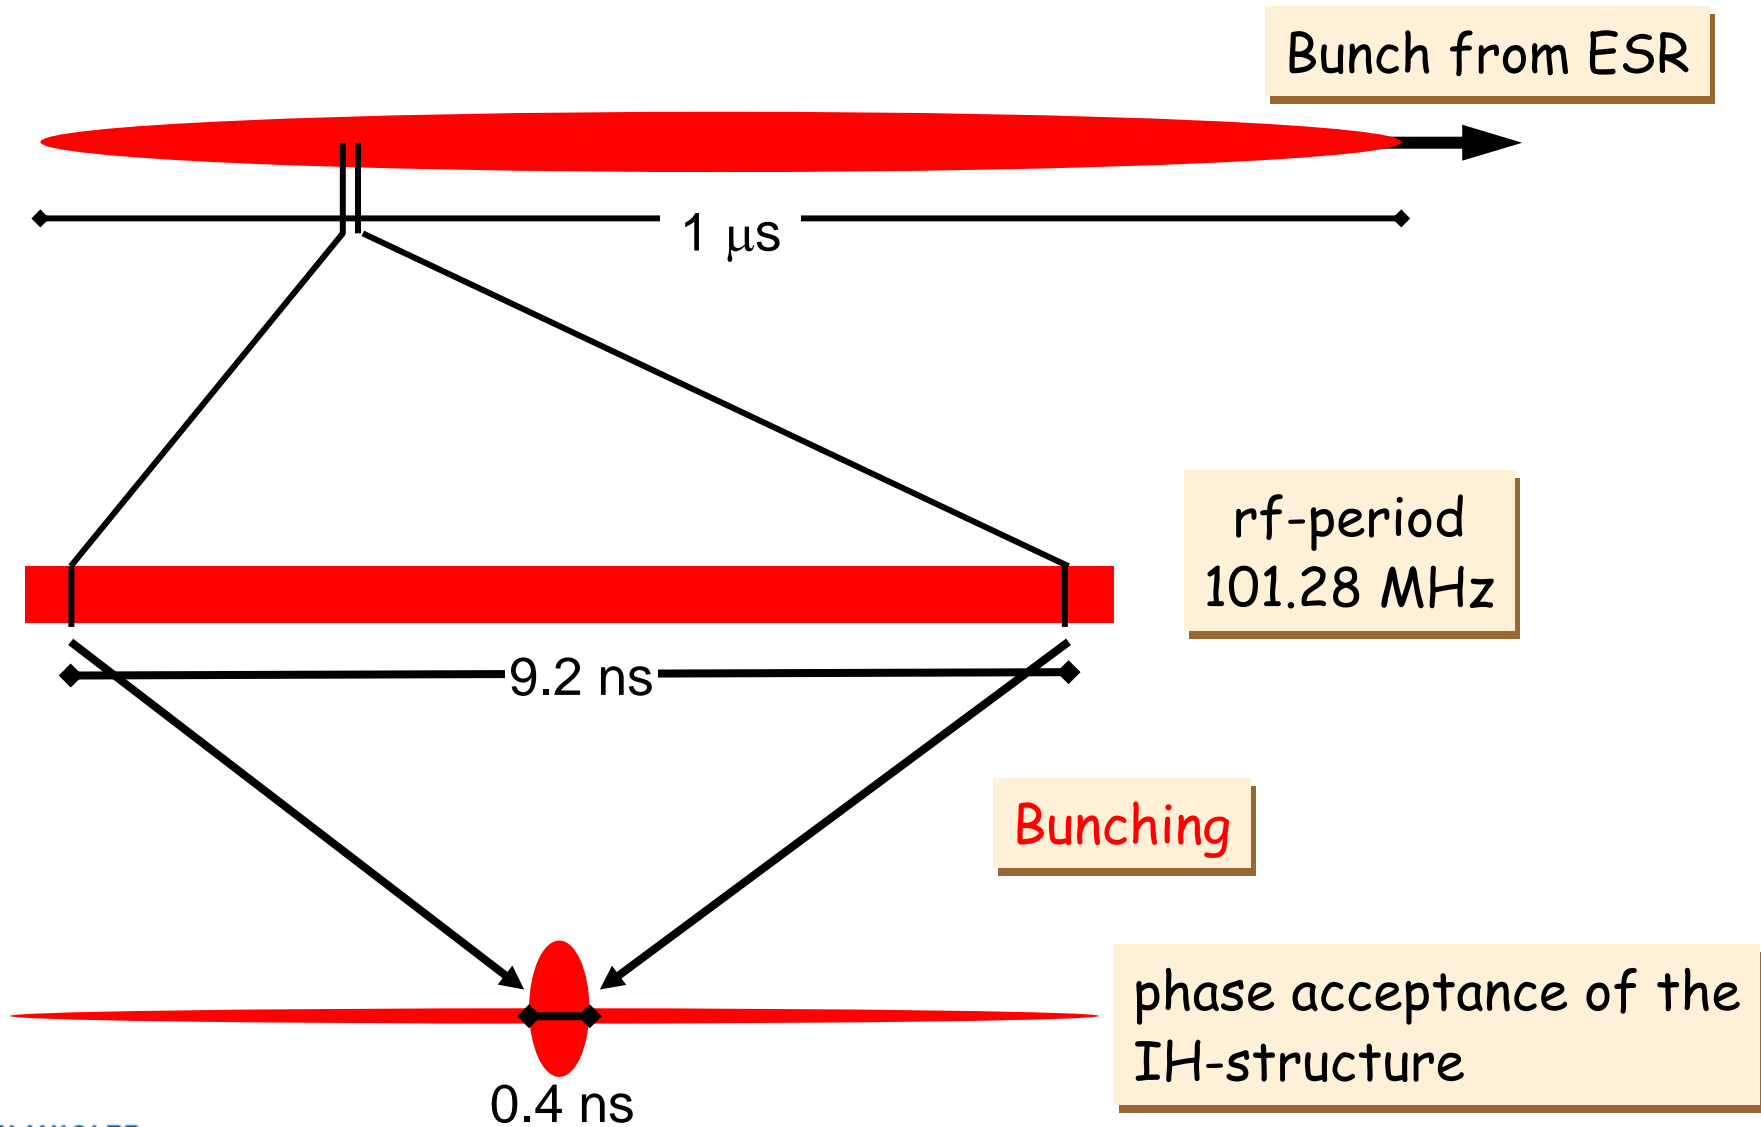 Bunch from ESR
1 μs
rf-period
101.28 MHz
9.2 ns
Bunching
phase acceptance of the
IH-structure
0.4 ns